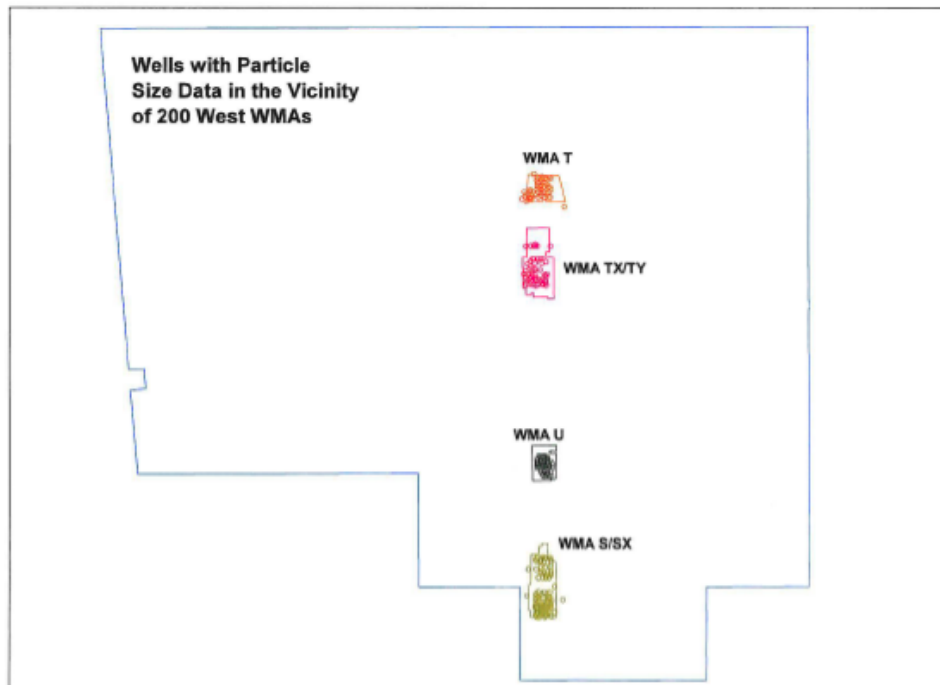 Wells with Particle
Size Data in the Vicinity
of 200 West WMAs
WMA T
WMA TX/TY
WMA U
WMA S/SX